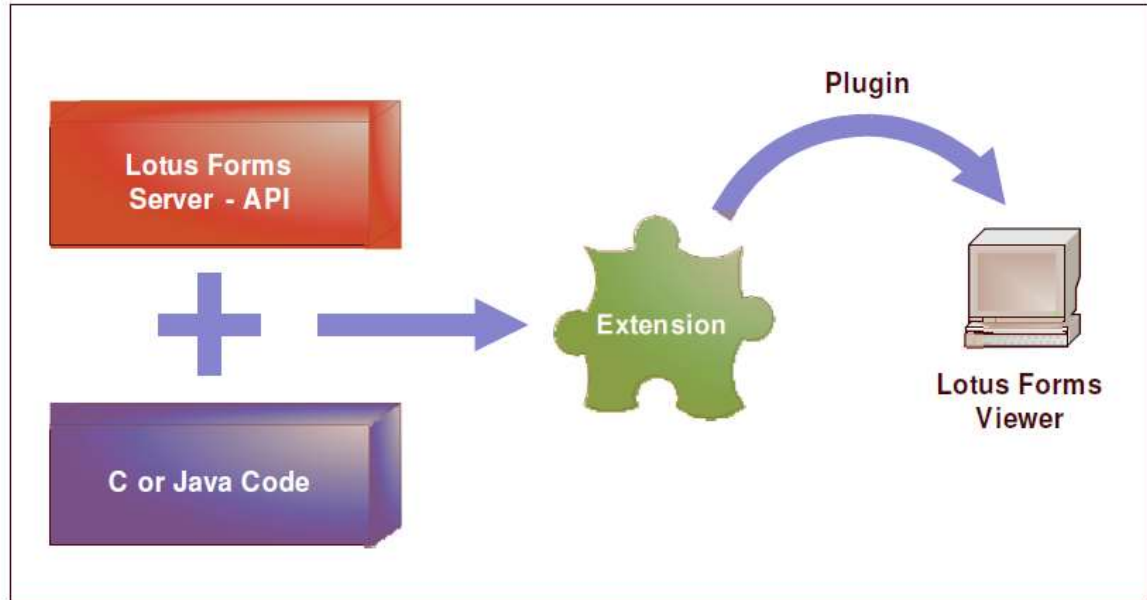 Lotus Forms
Server - API
C or Java Code
Extension
Plugin
Lotus Forms
Viewer